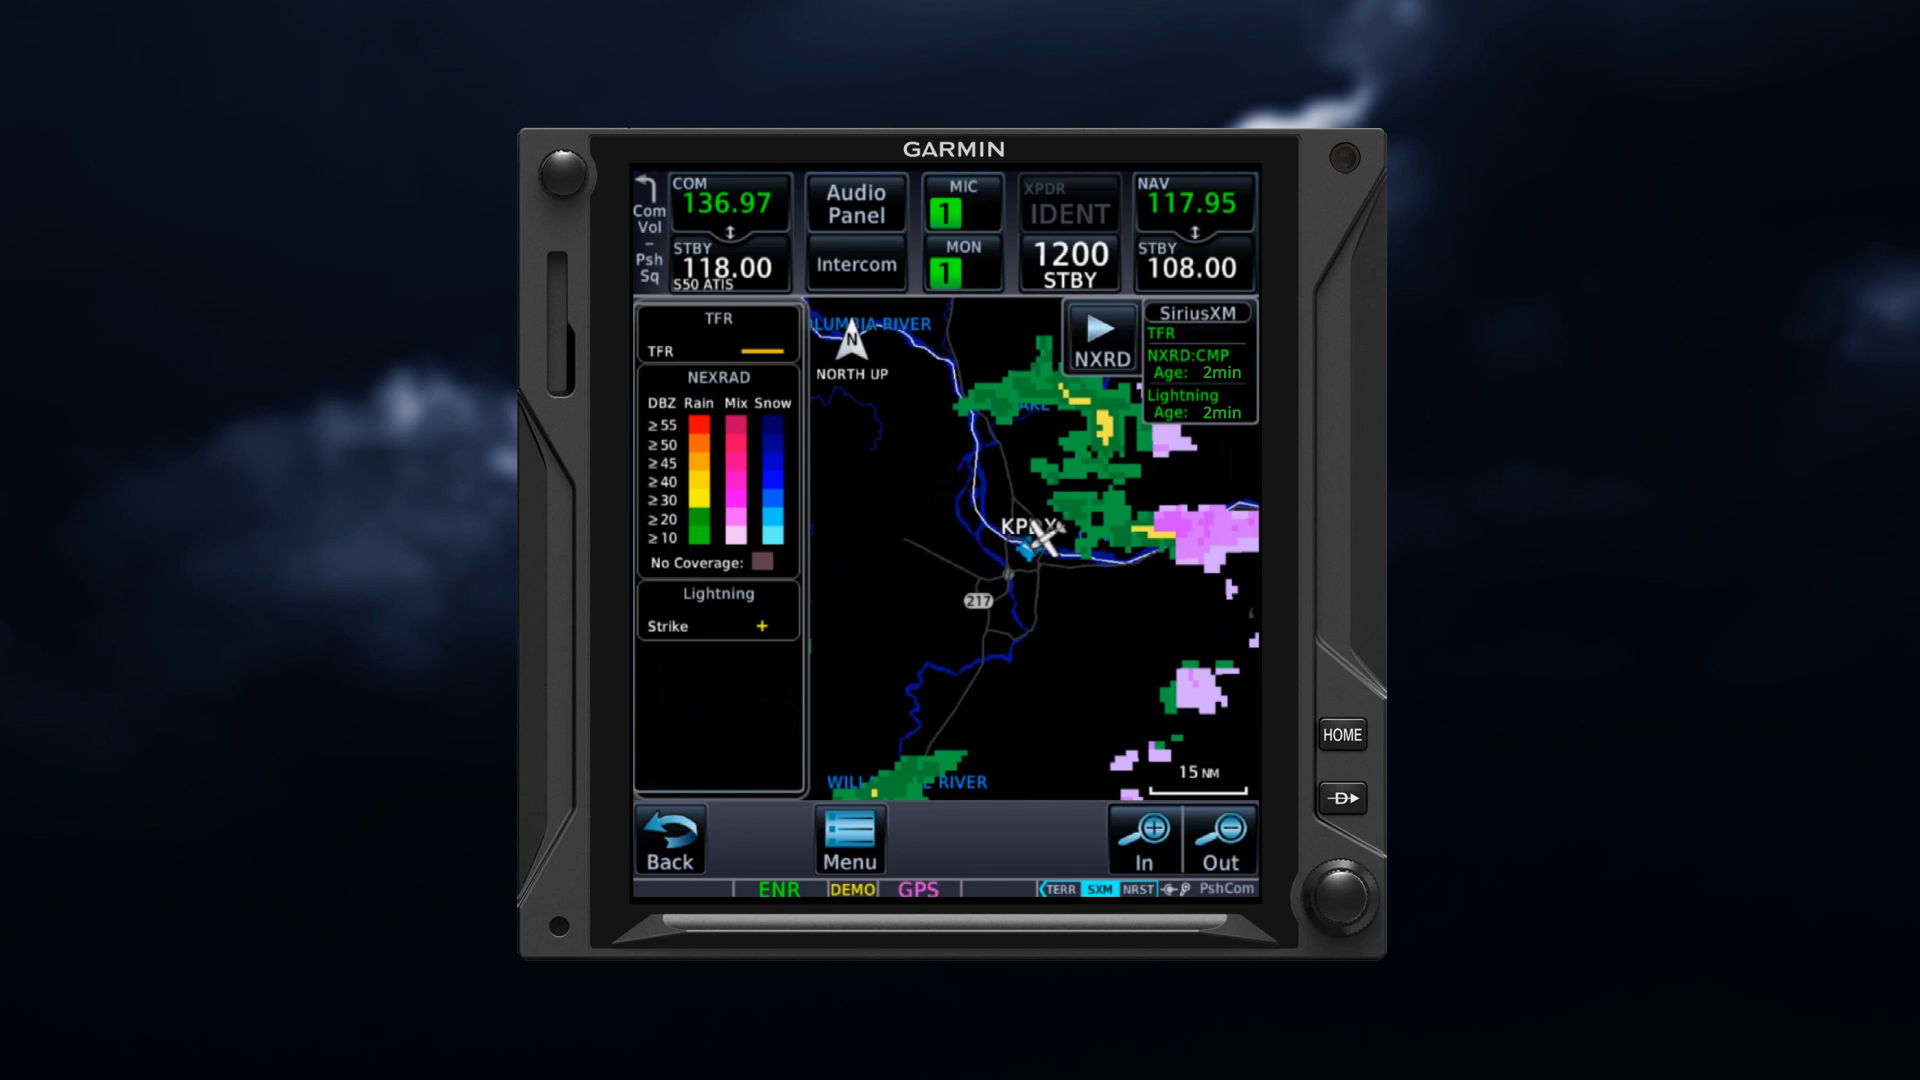 GARMIN
Com
Vol
–
Psh
Sq
COM
136.97
STBY
118.00
S50 ATIS
Audio
Panel
Intercom
MIC
1
MON
1
XPDR
IDENT
1200
STBY
NAV
117.95
STBY
108.00
TFR
TFR
NEXRAD
DBZ Rain Mix Snow
≥ 55
≥ 50
≥ 45
≥ 40
≥ 30
≥ 20
≥ 10
No Coverage:
Lightning
Strike +
RIVER
N
NORTH UP
NXRD
SiriusXM
TFR
NXRD:CMP
Age: 2min
Lightning
Age: 2min
217
RIVER
15 NM
HOME
D
Back
Menu
In
Out
ENR
DEMO
GPS
TERR SXM NRST PshCom